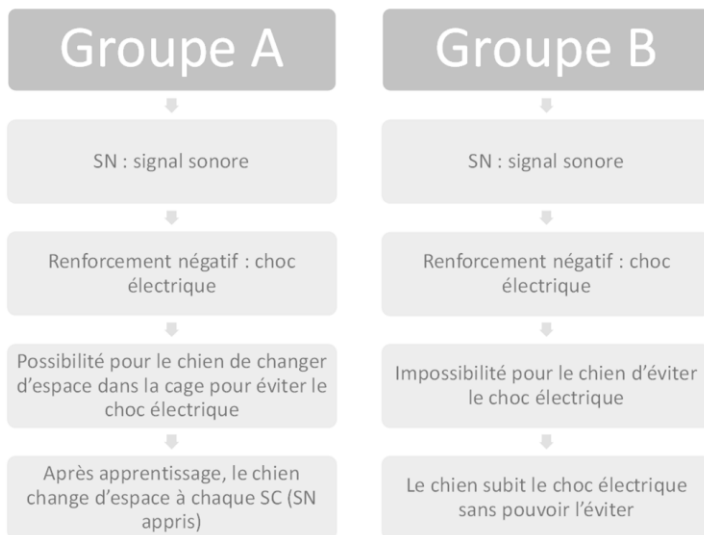 Groupe A
SN : signal sonore
Renforcement négatif : choc
électrique
Possibilité pour le chien de changer
d'espace dans la cage pour éviter le
choc électrique
Après apprentissage, le chien
change d'espace à chaque SC (SN
appris)
Groupe B
SN : signal sonore
Renforcement négatif : choc
électrique
Impossibilité pour le chien d'éviter
le choc électrique
Le chien subit le choc électrique
sans pouvoir l'éviter